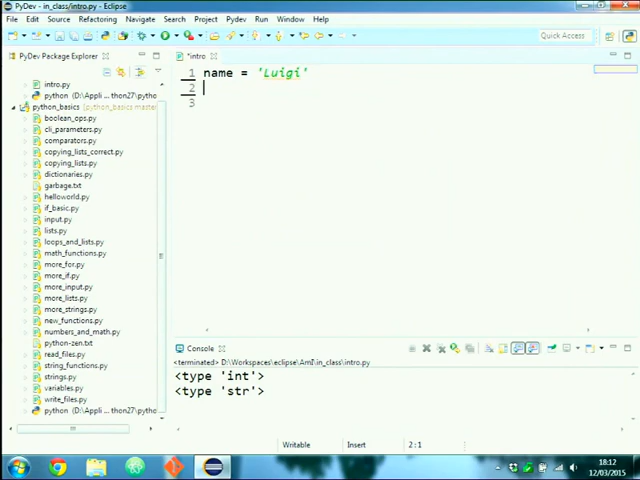 PyDev - in_class/intro.py - Eclipse
File Edit Source Refactoring Navigate Search Project Pydev Run Window Help
Quick Access
PyDev Package Explorer
*intro
intro.py
python (D:\Appli ... thon27\pytho
python_basics (python_basics master
boolean_ops.py
cli_parameters.py
comparators.py
copying_lists_correct.py
copying_lists.py
dictionaries.py
garbage.txt
helloworld.py
if_basic.py
input.py
lists.py
loops_and_lists.py
math_functions.py
more_for.py
more_if.py
more_input.py
more_lists.py
more_strings.py
new_functions.py
numbers_and_math.py
python-zen.txt
read_files.py
string_functions.py
strings.py
variables.py
write_files.py
python (D:\Appli ... thon27\pytho
1 name = 'Luigi'
2
3
Console
<terminated> D:\Workspaces\eclipse\AmI\in_class\intro.py
<type 'int'>
<type 'str'>
Writable Insert 2:1
18:12
12/03/2015